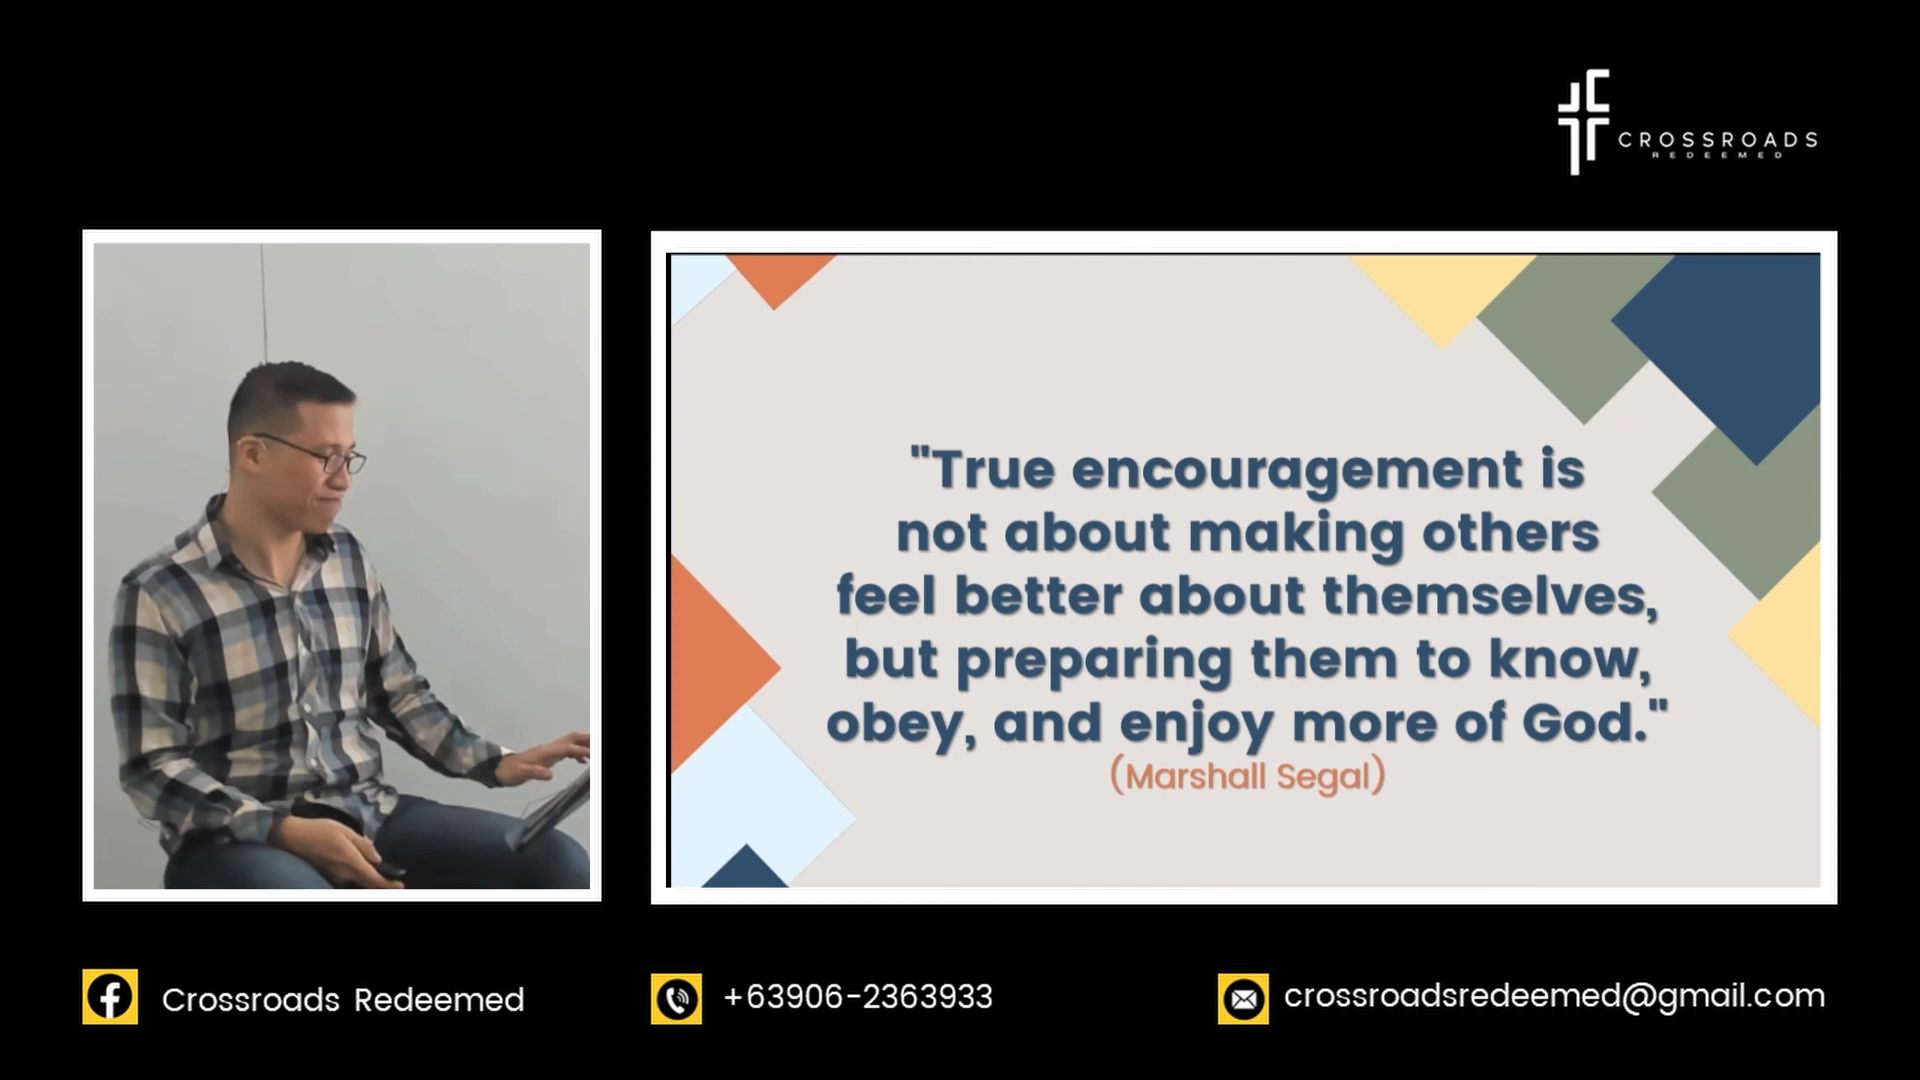 CROSSROADS
REDEEMED
"True encouragement is
not about making others
feel better about themselves,
but preparing them to know,
obey, and enjoy more of God."
(Marshall Segal)
Crossroads Redeemed
+63906-2363933
crossroadsredeemed@gmail.com